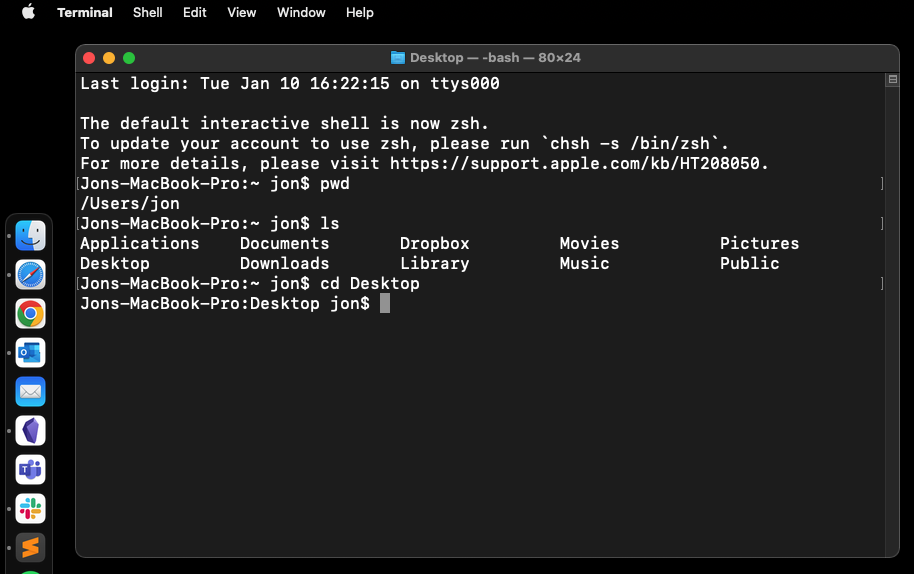 Terminal Shell Edit View Window Help
Desktop — -bash — 80×24
Last login: Tue Jan 10 16:22:15 on ttys000
The default interactive shell is now zsh.
To update your account to use zsh, please run `chsh -s /bin/zsh`.
For more details, please visit https://support.apple.com/kb/HT208050.
[Jons-MacBook-Pro:~ jon$ pwd ]
/Users/jon
[Jons-MacBook-Pro:~ jon$ ls ]
Applications Documents Dropbox Movies Pictures
Desktop Downloads Library Music Public
[Jons-MacBook-Pro:~ jon$ cd Desktop ]
Jons-MacBook-Pro:Desktop jon$